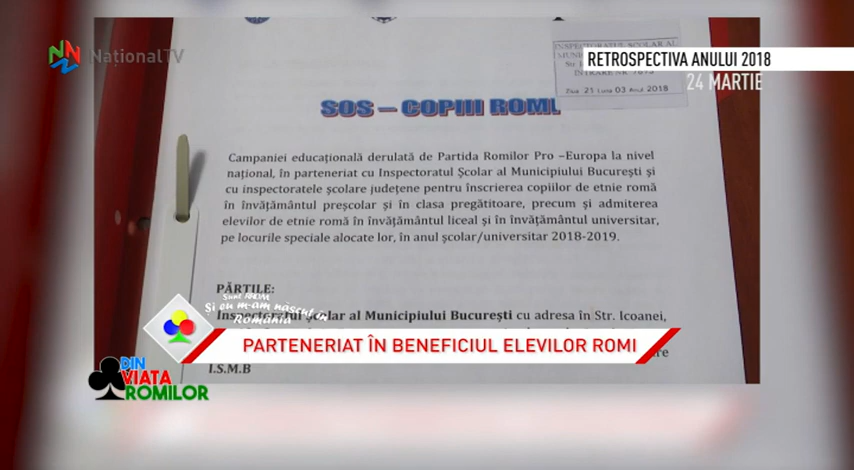 NaționalTV
RETROSPECTIVA ANULUI 2018
24 MARTIE
INSPECTORATUL ȘCOLAR AL
INTRARE NR.
Ziua 21 Luna 03 Anul 2018
SOS – COPIII ROMI
Campaniei educațională derulată de Partida Romilor Pro –Europa la nivel
național, în parteneriat cu Inspectoratul Școlar al Municipiului București și
cu inspectoratele școlare județene pentru înscrierea copiilor de etnie romă
în învățământul preșcolar și în clasa pregătitoare, precum și admiterea
elevilor de etnie romă în învățământul liceal și în învățământul universitar,
pe locurile speciale alocate lor, în anul școlar/universitar 2018-2019.
PĂRȚILE:
Inspectoratul Școlar al Municipiului București cu adresa în Str. Icoanei,
Sunt ROM
Și eu m-am născut în
România
PARTENERIAT ÎN BENEFICIUL ELEVILOR ROMI
I.S.M.B
DIN
VIAȚA
ROMILOR